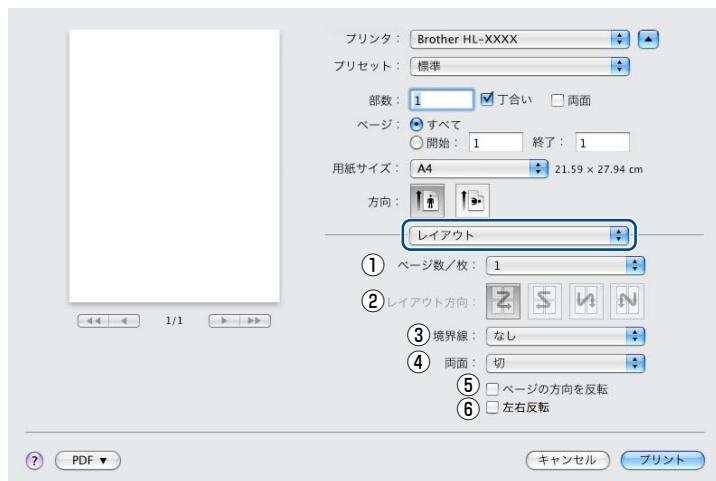 プリンタ： Brother HL-XXXX
プリセット： 標準
部数： 1 丁合い 両面
ページ： すべて
開始： 1 終了： 1
用紙サイズ： A4 21.59 × 27.94 cm
方向：
レイアウト
① ページ数／枚： 1
② レイアウト方向：
③ 境界線： なし
④ 両面： 切
⑤ ページの方向を反転
⑥ 左右反転
1/1
? PDF ▼ キャンセル プリント